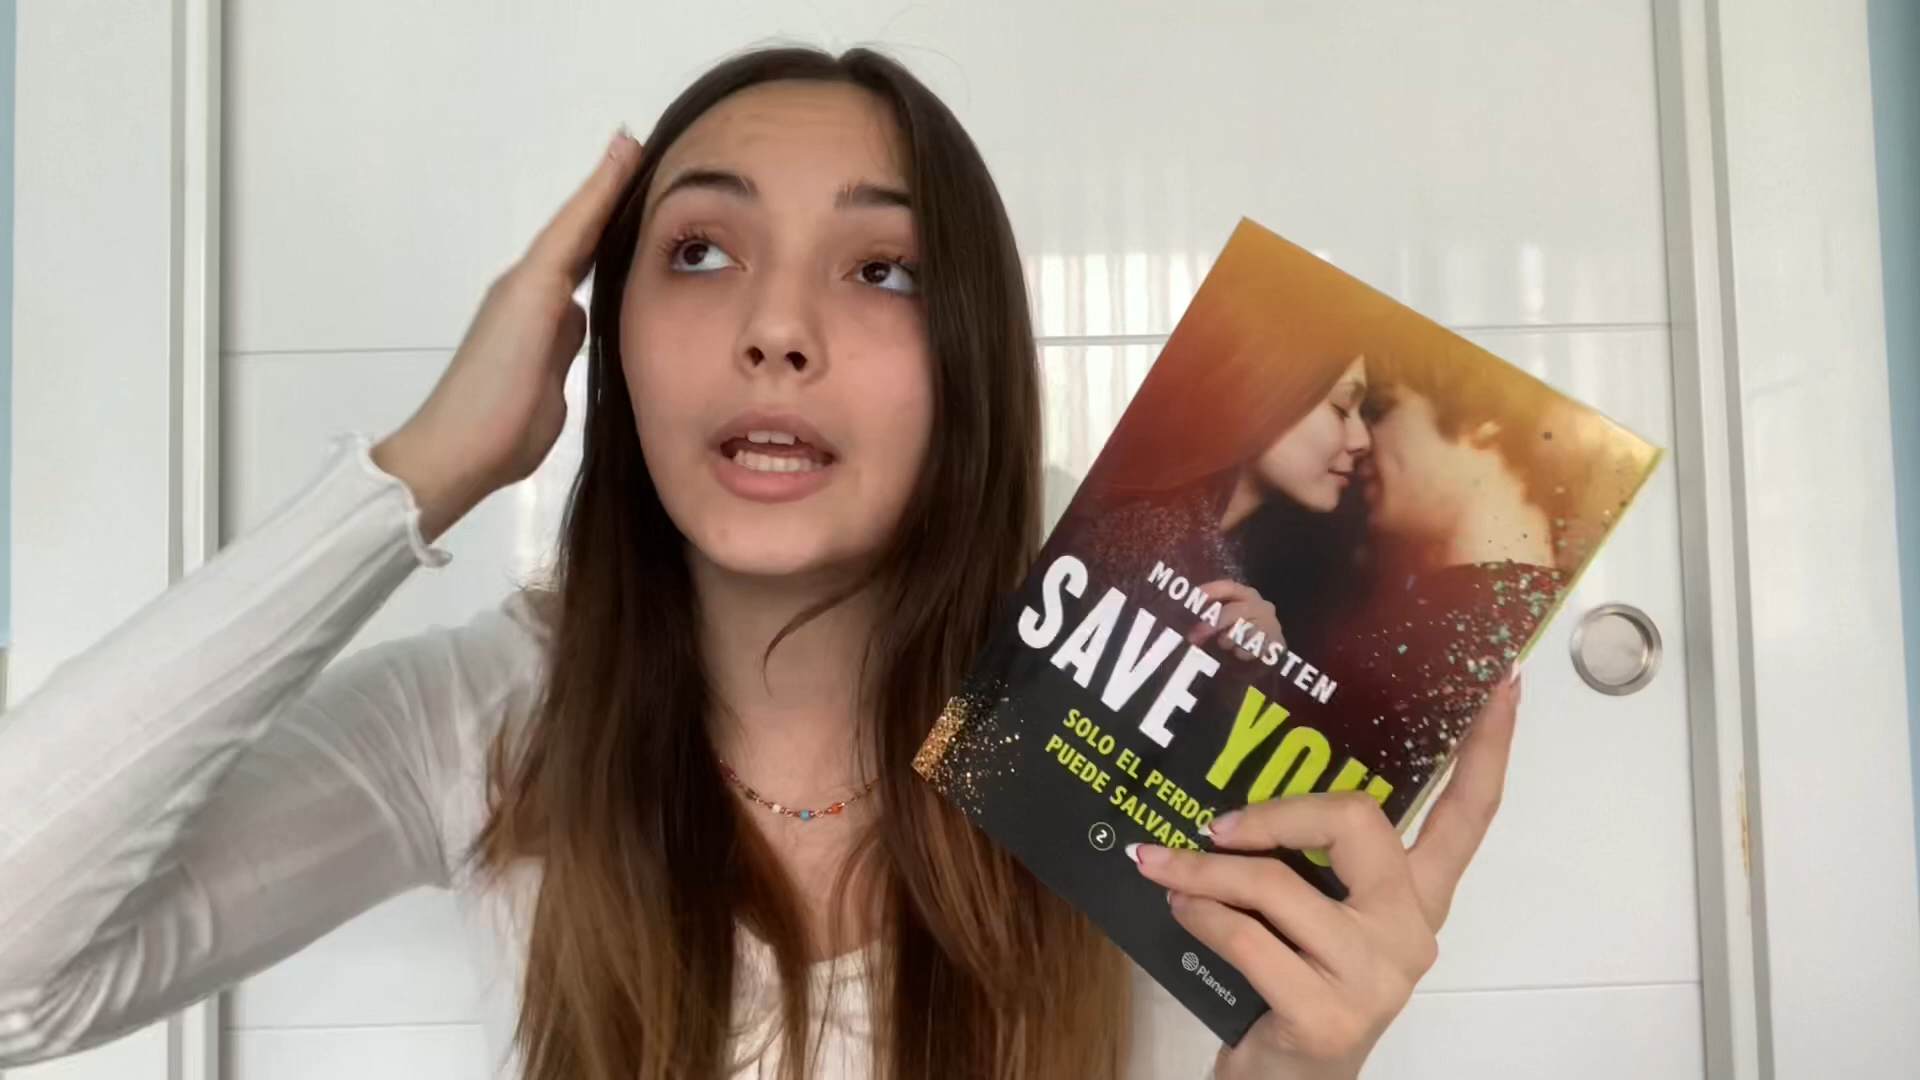 MONA KASTEN
SAVE YOU
SOLO EL PERDÓ
PUEDE SALVART
2
Planeta